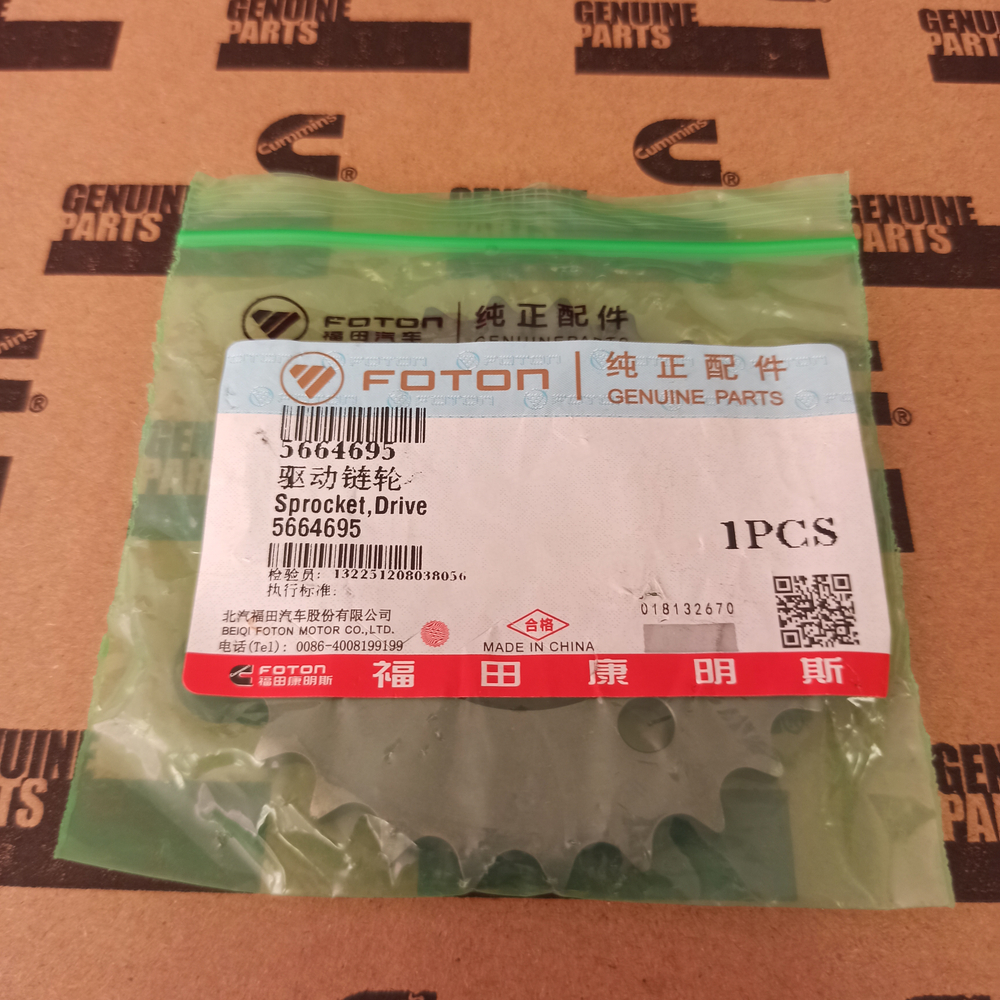 GENUINE
PARTS
GENUINE
PARTS
GENUINE
PARTS
Cummins
®
Cummins
®
GENUINE
PARTS
GENUINE
PARTS
FOTON 纯正配件
福田汽车 GENUINEPARTS
FOTON 纯正配件
GENUINE PARTS
5664695
驱动链轮
Sprocket,Drive
5664695
1PCS
检验员: 132251208038056
执行标准:
018132670
北汽福田汽车股份有限公司
BEIQI FOTON MOTOR CO.,LTD.
电话(Tel): 0086-4008199199
合格
MADE IN CHINA
FOTON
福田康明斯
福田康明斯